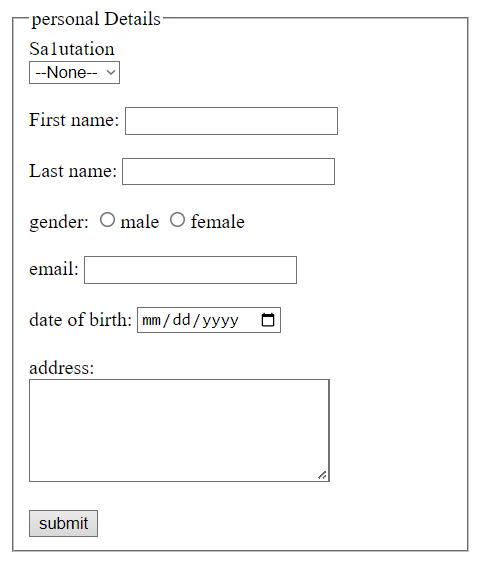 personal Details
Sa1utation
--None--
First name:
Last name:
gender: male female
email:
date of birth: mm/dd/yyyy
address:
submit